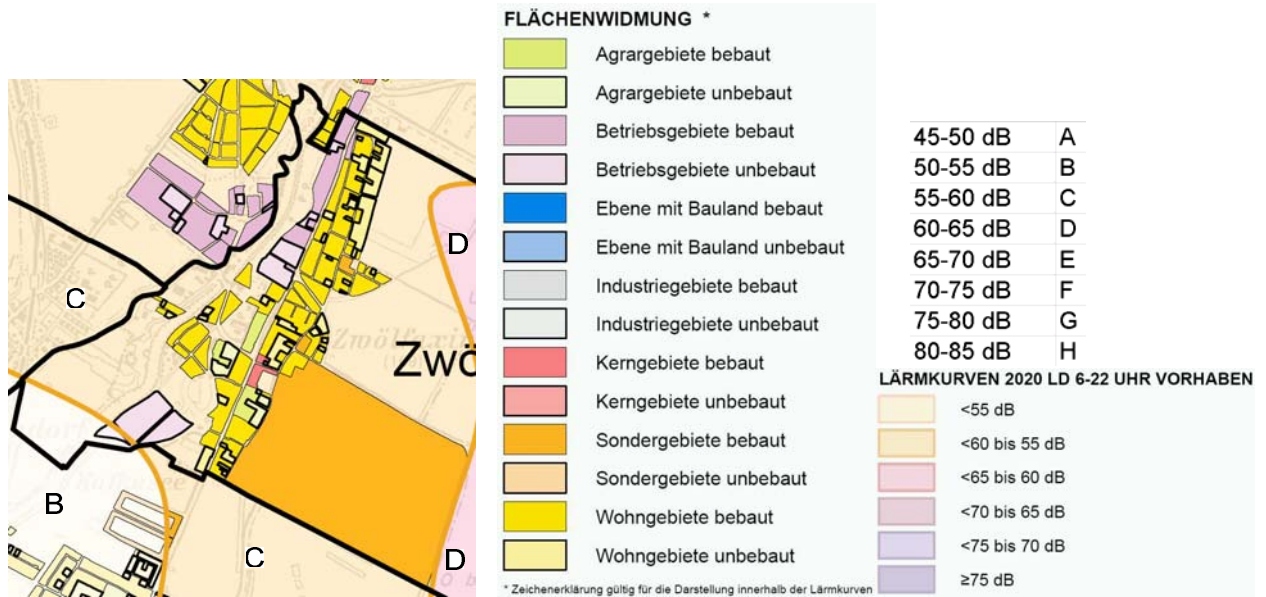 C
D
Zwölfaxin
Zwö
B
C
D
FLÄCHENWIDMUNG *
Agrargebiete bebaut
Agrargebiete unbebaut
Betriebsgebiete bebaut
Betriebsgebiete unbebaut
Ebene mit Bauland bebaut
Ebene mit Bauland unbebaut
Industriegebiete bebaut
Industriegebiete unbebaut
Kerngebiete bebaut
Kerngebiete unbebaut
Sondergebiete bebaut
Sondergebiete unbebaut
Wohngebiete bebaut
Wohngebiete unbebaut
* Zeichenerklärung gültig für die Darstellung innerhalb der Lärmkurven
45-50 dB A
50-55 dB B
55-60 dB C
60-65 dB D
65-70 dB E
70-75 dB F
75-80 dB G
80-85 dB H
LÄRMKURVEN 2020 LD 6-22 UHR VORHABEN
<55 dB
<60 bis 55 dB
<65 bis 60 dB
<70 bis 65 dB
<75 bis 70 dB
≥75 dB